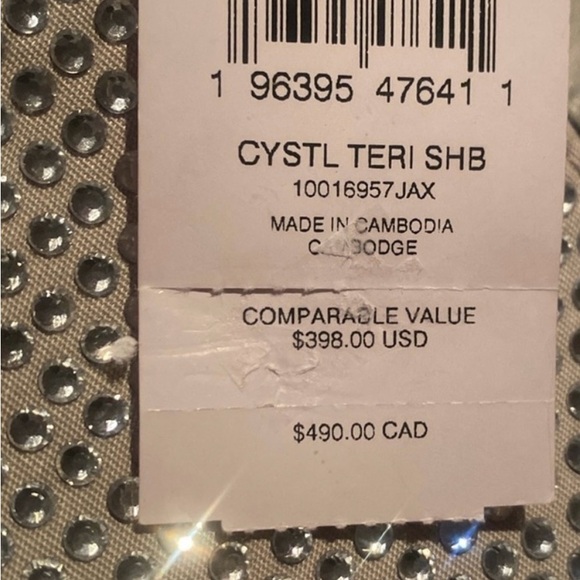 1 96395 47641 1
CYSTL TERI SHB
10016957JAX
MADE IN CAMBODIA
CAMBODGE
COMPARABLE VALUE
$398.00 USD
$490.00 CAD